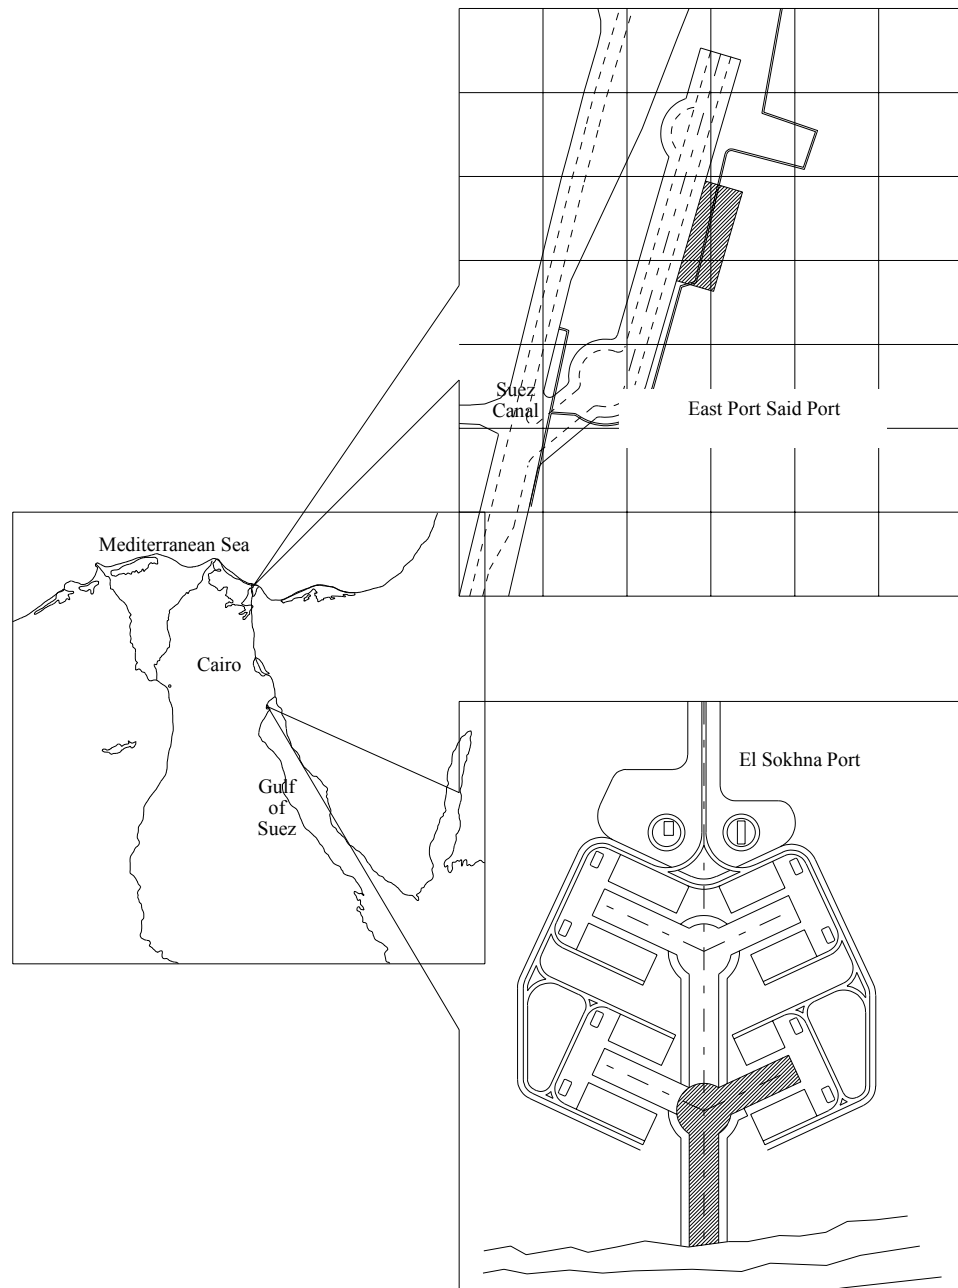 Suez
Canal
East Port Said Port
Mediterranean Sea
Cairo
Gulf
of
Suez
El Sokhna Port